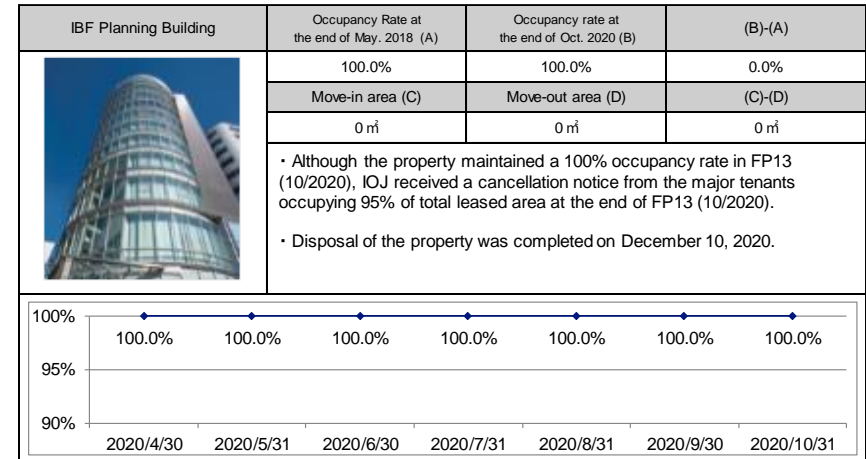 IBF Planning Building
Occupancy Rate at
the end of May. 2018 (A)
Occupancy rate at
the end of Oct. 2020 (B)
(B)-(A)
100.0%
100.0%
0.0%
Move-in area (C)
Move-out area (D)
(C)-(D)
0㎡
0㎡
0㎡
・Although the property maintained a 100% occupancy rate in FP13
(10/2020), IOJ received a cancellation notice from the major tenants
occupying 95% of total leased area at the end of FP13 (10/2020).
・Disposal of the property was completed on December 10, 2020.
100%
100.0% 100.0% 100.0% 100.0% 100.0% 100.0% 100.0%
95%
90%
2020/4/30 2020/5/31 2020/6/30 2020/7/31 2020/8/31 2020/9/30 2020/10/31